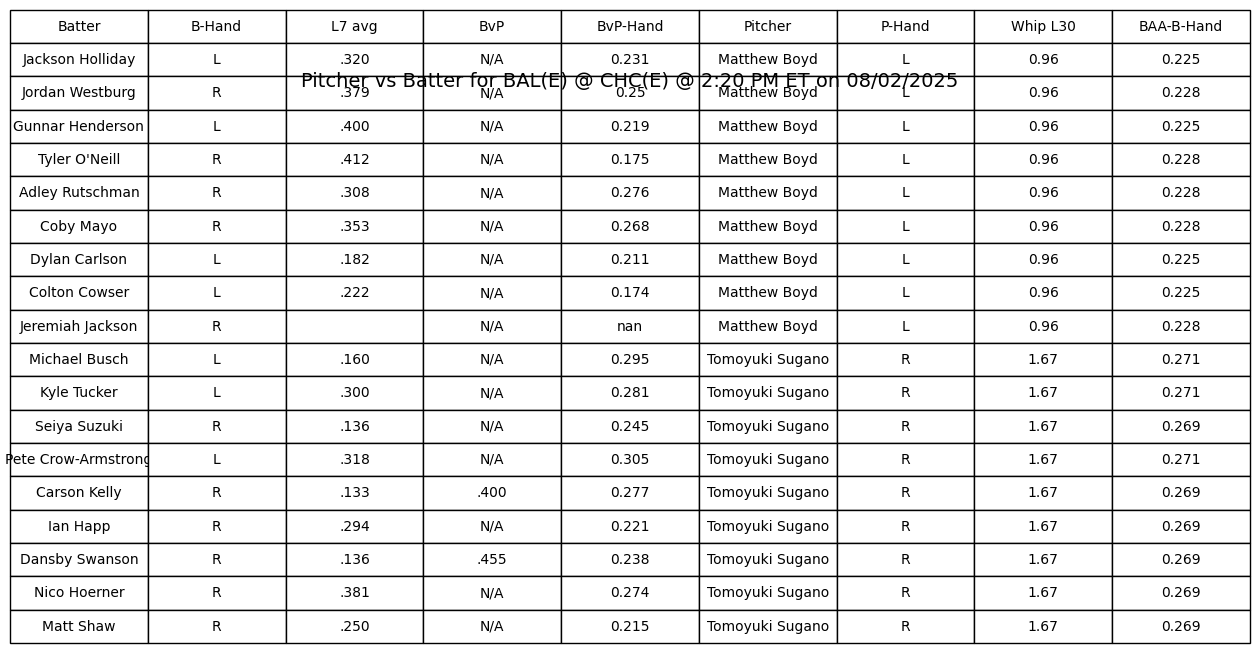 Batter B-Hand L7 avg BvP BvP-Hand Pitcher P-Hand Whip L30 BAA-B-Hand
Jackson Holliday L .320 N/A 0.231 Matthew Boyd L 0.96 0.225
Pitcher vs Batter for BAL(E) @ CHC(E) @ 2:20 PM ET on 08/02/2025
Jordan Westburg R .379 N/A 0.25 Matthew Boyd L 0.96 0.228
Gunnar Henderson L .400 N/A 0.219 Matthew Boyd L 0.96 0.225
Tyler O'Neill R .412 N/A 0.175 Matthew Boyd L 0.96 0.228
Adley Rutschman R .308 N/A 0.276 Matthew Boyd L 0.96 0.228
Coby Mayo R .353 N/A 0.268 Matthew Boyd L 0.96 0.228
Dylan Carlson L .182 N/A 0.211 Matthew Boyd L 0.96 0.225
Colton Cowser L .222 N/A 0.174 Matthew Boyd L 0.96 0.225
Jeremiah Jackson R N/A nan Matthew Boyd L 0.96 0.228
Michael Busch L .160 N/A 0.295 Tomoyuki Sugano R 1.67 0.271
Kyle Tucker L .300 N/A 0.281 Tomoyuki Sugano R 1.67 0.271
Seiya Suzuki R .136 N/A 0.245 Tomoyuki Sugano R 1.67 0.269
Pete Crow-Armstrong L .318 N/A 0.305 Tomoyuki Sugano R 1.67 0.271
Carson Kelly R .133 .400 0.277 Tomoyuki Sugano R 1.67 0.269
Ian Happ R .294 N/A 0.221 Tomoyuki Sugano R 1.67 0.269
Dansby Swanson R .136 .455 0.238 Tomoyuki Sugano R 1.67 0.269
Nico Hoerner R .381 N/A 0.274 Tomoyuki Sugano R 1.67 0.269
Matt Shaw R .250 N/A 0.215 Tomoyuki Sugano R 1.67 0.269